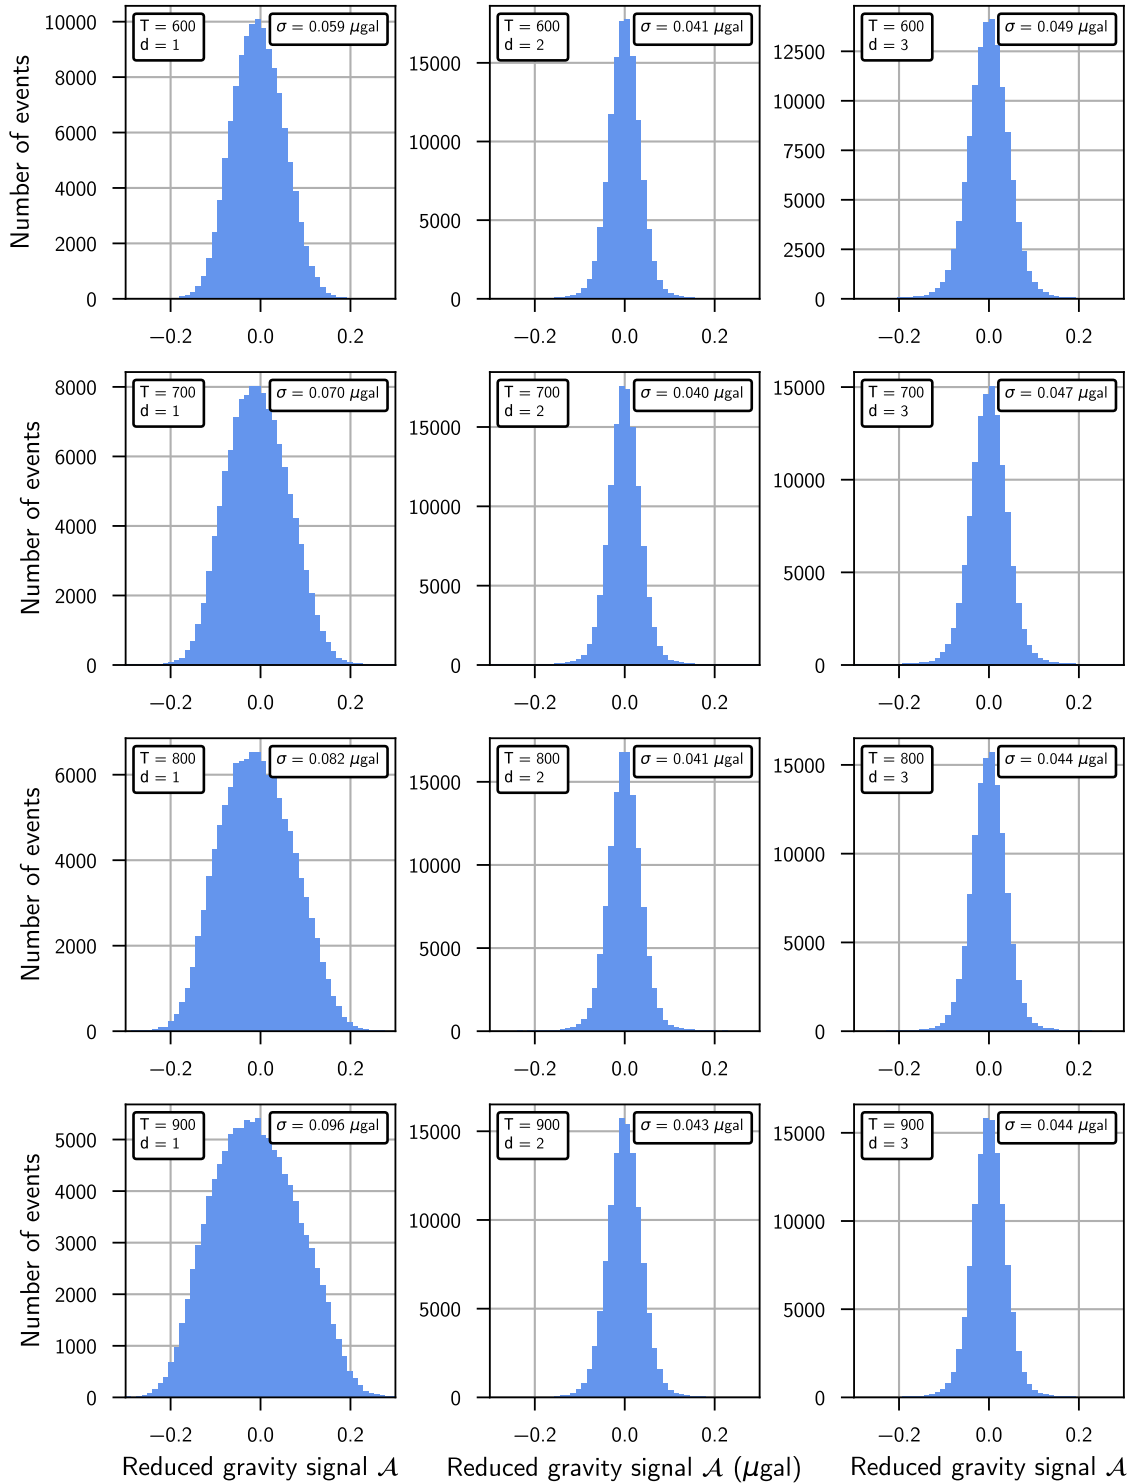 T = 600
d = 1
σ = 0.059 μgal
T = 600
d = 2
σ = 0.041 μgal
T = 600
d = 3
σ = 0.049 μgal
Number of events
10000
8000
6000
4000
2000
0
15000
10000
5000
0
12500
10000
7500
5000
2500
0
−0.2 0.0 0.2
−0.2 0.0 0.2
−0.2 0.0 0.2
T = 700
d = 1
σ = 0.070 μgal
T = 700
d = 2
σ = 0.040 μgal
T = 700
d = 3
σ = 0.047 μgal
Number of events
8000
6000
4000
2000
0
15000
10000
5000
0
15000
10000
5000
0
−0.2 0.0 0.2
−0.2 0.0 0.2
−0.2 0.0 0.2
T = 800
d = 1
σ = 0.082 μgal
T = 800
d = 2
σ = 0.041 μgal
T = 800
d = 3
σ = 0.044 μgal
Number of events
6000
4000
2000
0
15000
10000
5000
0
15000
10000
5000
0
−0.2 0.0 0.2
−0.2 0.0 0.2
−0.2 0.0 0.2
T = 900
d = 1
σ = 0.096 μgal
T = 900
d = 2
σ = 0.043 μgal
T = 900
d = 3
σ = 0.044 μgal
Number of events
5000
4000
3000
2000
1000
0
15000
10000
5000
0
15000
10000
5000
0
−0.2 0.0 0.2
−0.2 0.0 0.2
−0.2 0.0 0.2
Reduced gravity signal 𝒜
Reduced gravity signal 𝒜 (μgal)
Reduced gravity signal 𝒜